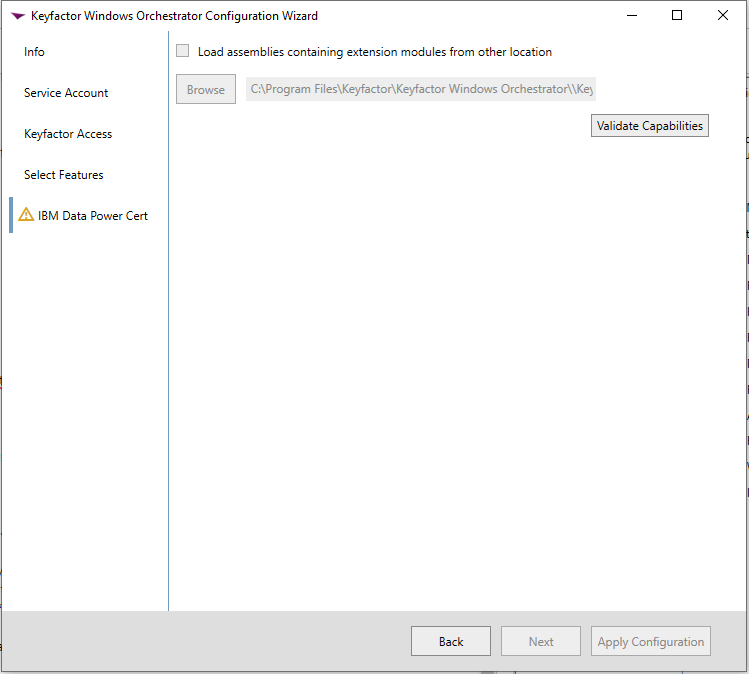 Keyfactor Windows Orchestrator Configuration Wizard
Info
Service Account
Keyfactor Access
Select Features
IBM Data Power Cert
Load assemblies containing extension modules from other location
Browse
C:\Program Files\Keyfactor\Keyfactor Windows Orchestrator\\Key
Validate Capabilities
Back
Next
Apply Configuration